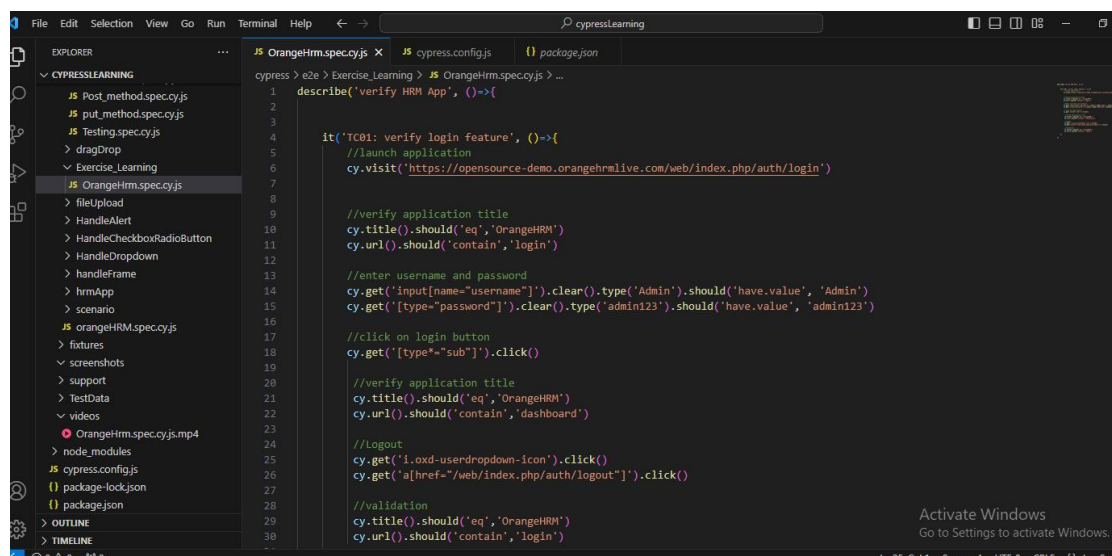 File Edit Selection View Go Run Terminal Help ← → cypressLearning
EXPLORER ...
CYPRESSLEARNING
JS Post_method.spec.cy.js
JS put_method.spec.cy.js
JS Testing.spec.cy.js
> dragDrop
Exercise_Learning
JS OrangeHrm.spec.cy.js
> fileUpload
> HandleAlert
> HandleCheckboxRadioButton
> HandleDropdown
> handleFrame
> hrmApp
> scenario
JS orangeHRM.spec.cy.js
> fixtures
screenshots
> support
> TestData
videos
OrangeHrm.spec.cy.js.mp4
> node_modules
JS cypress.config.js
{} package-lock.json
{} package.json
> OUTLINE
> TIMELINE
JS OrangeHrm.spec.cy.js × JS cypress.config.js {} package.json
cypress > e2e > Exercise_Learning > JS OrangeHrm.spec.cy.js > ...
1 describe('verify HRM App', ()=>{
2
3
4 it('TC01: verify login feature', ()=>{
5 //launch application
6 cy.visit('https://opensource-demo.orangehrmlive.com/web/index.php/auth/login')
7
8
9 //verify application title
10 cy.title().should('eq','OrangeHRM')
11 cy.url().should('contain','login')
12
13 //enter username and password
14 cy.get('input[name="username"]').clear().type('Admin').should('have.value', 'Admin')
15 cy.get('[type="password"]').clear().type('admin123').should('have.value', 'admin123')
16
17 //click on login button
18 cy.get('[type*="sub"]').click()
19
20 //verify application title
21 cy.title().should('eq','OrangeHRM')
22 cy.url().should('contain','dashboard')
23
24 //Logout
25 cy.get('i.oxd-userdropdown-icon').click()
26 cy.get('a[href="/web/index.php/auth/logout"]').click()
27
28 //validation
29 cy.title().should('eq','OrangeHRM')
30 cy.url().should('contain','login')
Activate Windows
Go to Settings to activate Windows.